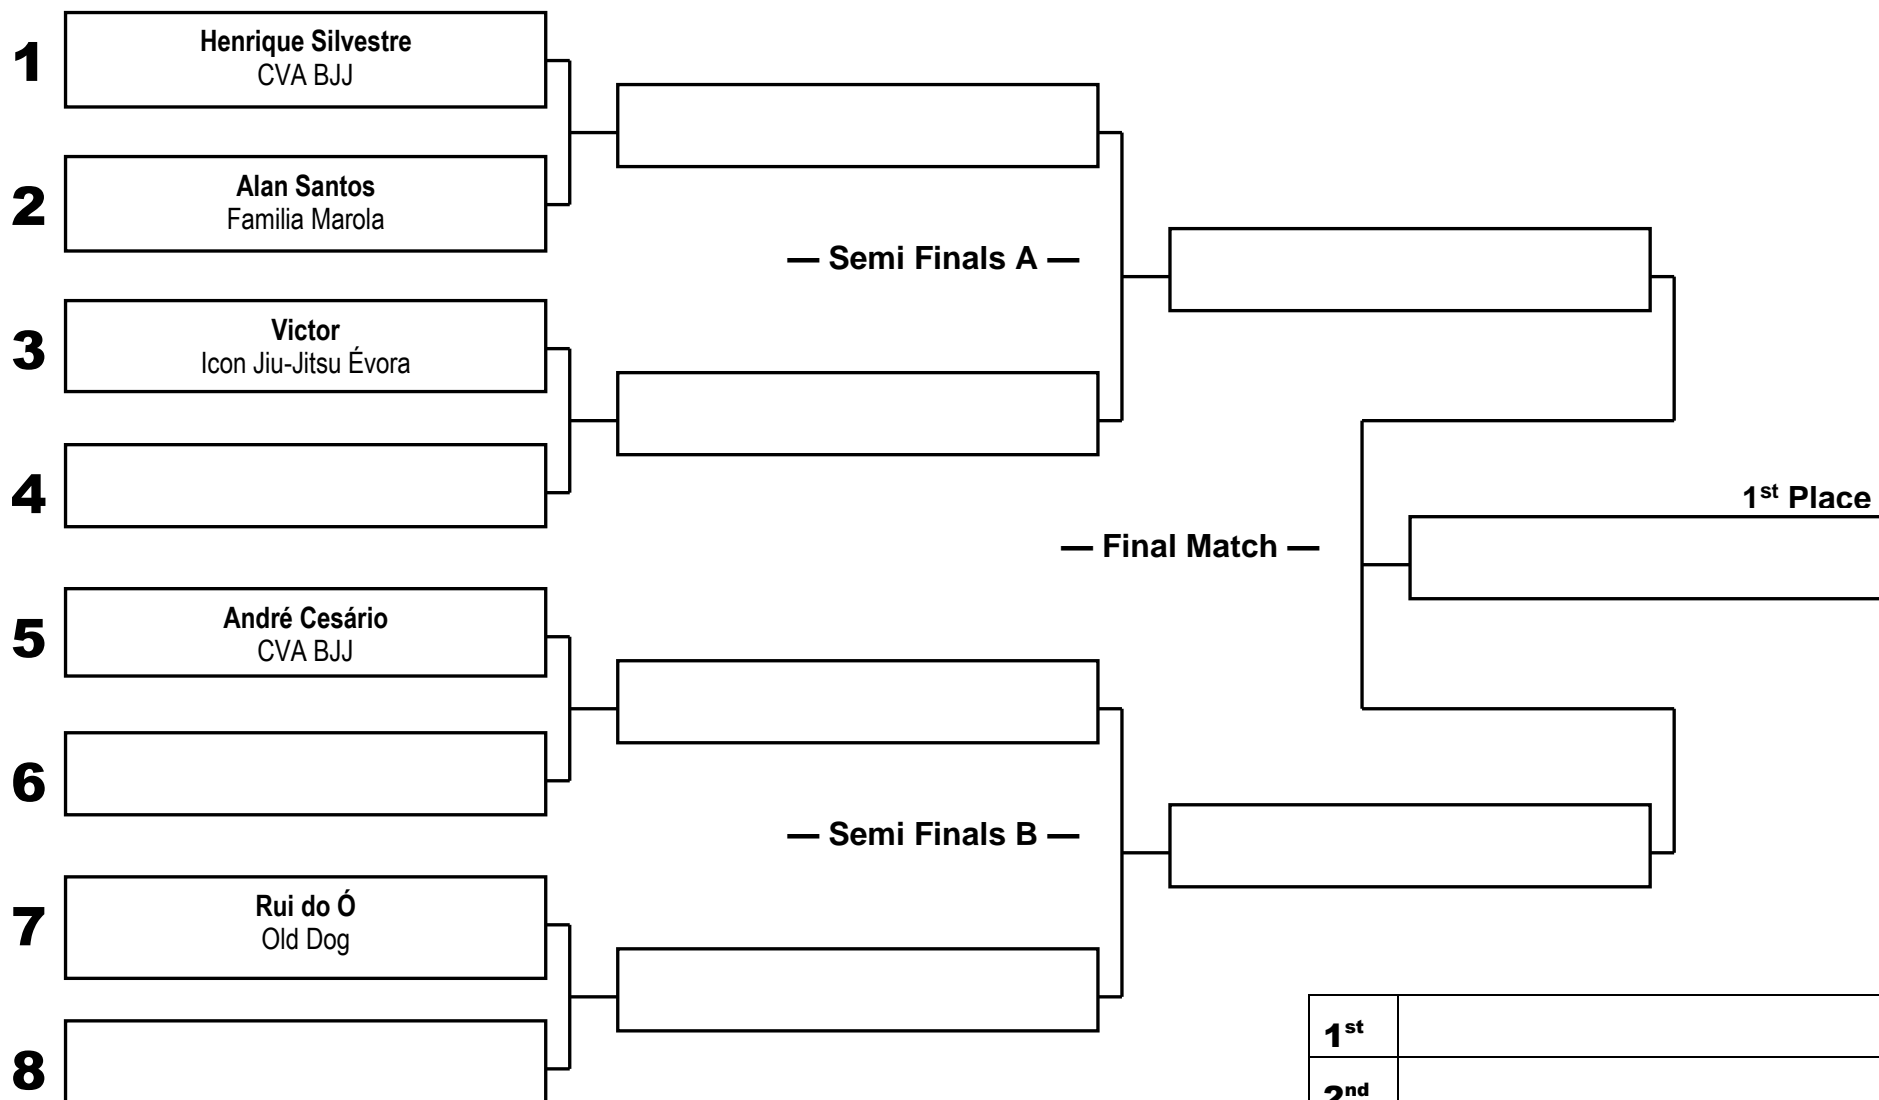 1
Henrique Silvestre
CVA BJJ
2
Alan Santos
Familia Marola
— Semi Finals A —
3
Victor
Icon Jiu-Jitsu Évora
4
1st Place
— Final Match —
5
André Cesário
CVA BJJ
6
— Semi Finals B —
7
Rui do Ó
Old Dog
8
1st
2nd